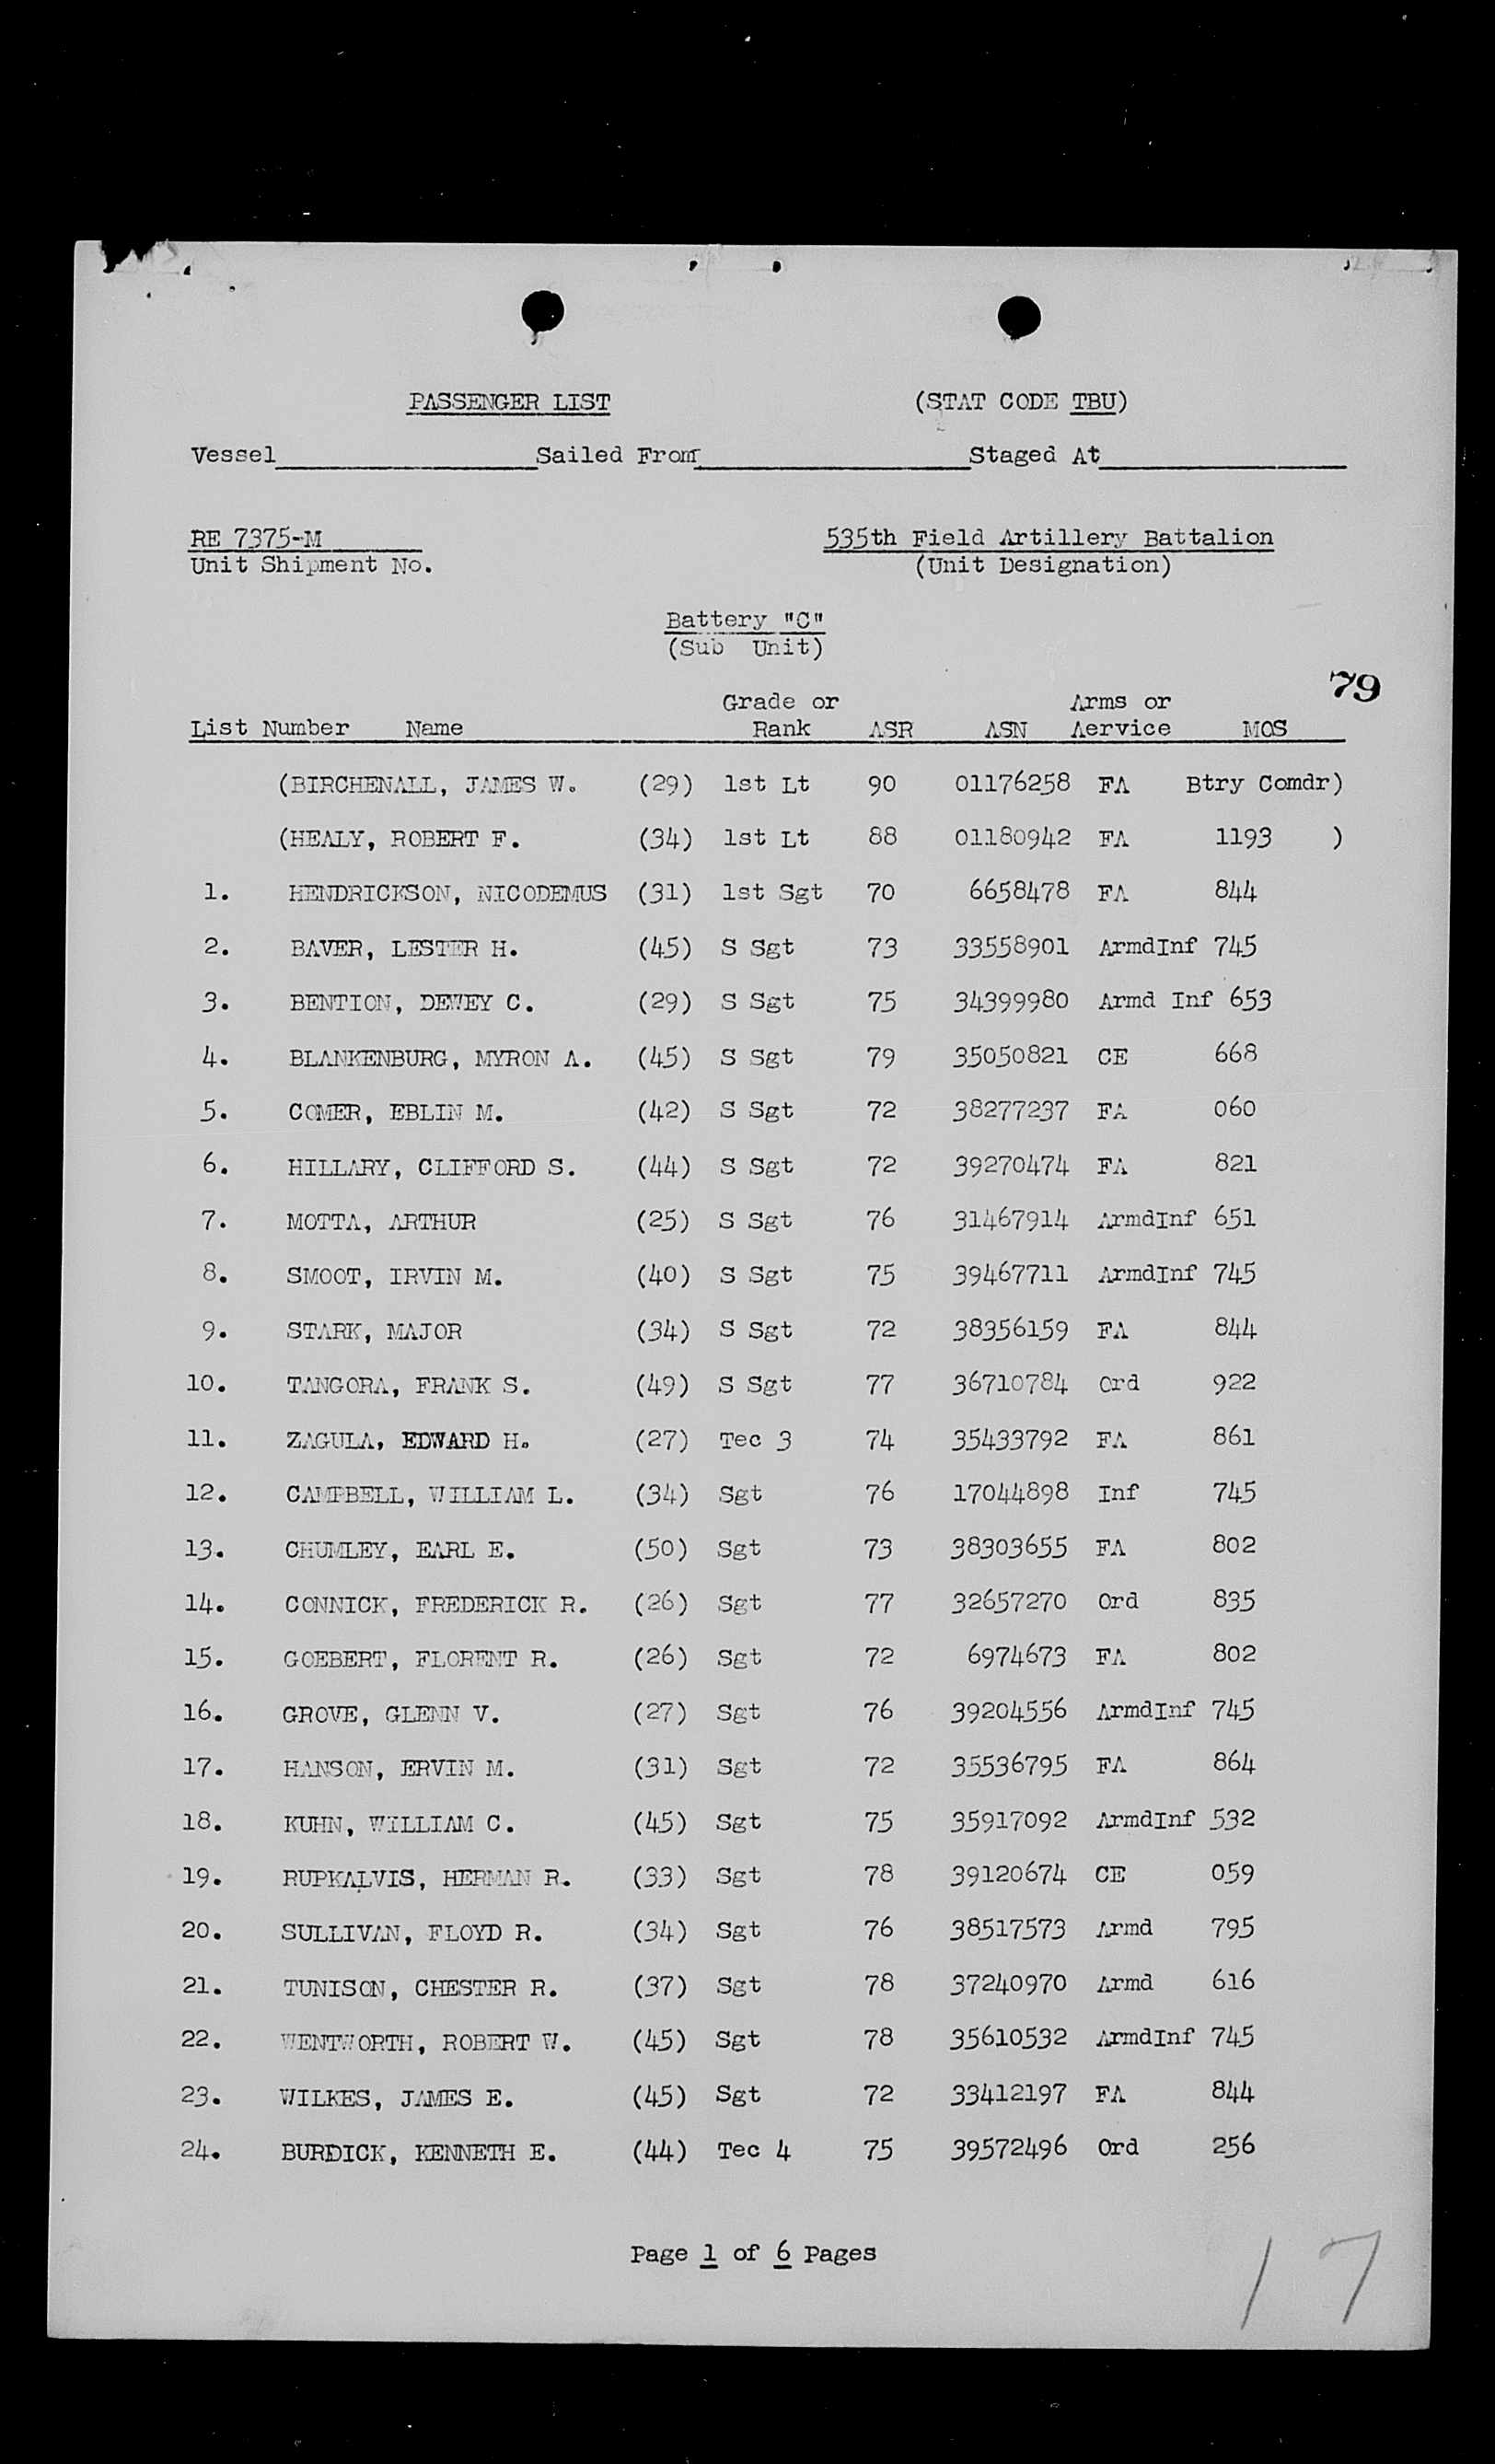 PASSENGER LIST (STAT CODE TBU)
Vessel Sailed From Staged At
RE 7375-M 535th Field Artillery Battalion
Unit Shipment No. (Unit Designation)
Battery "C"
(Sub Unit)
79
Grade or Arms or
List Number Name Rank ASR ASN Aervice MOS
(BIRCHENALL, JAMES W. (29) 1st Lt 90 01176258 FA Btry Comdr)
(HEALY, ROBERT F. (34) 1st Lt 88 01180942 FA 1193 )
1. HENDRICKSON, NICODEMUS (31) 1st Sgt 70 6658478 FA 844
2. BAVER, LESTER H. (45) S Sgt 73 33558901 ArmdInf 745
3. BENTION, DEWEY C. (29) S Sgt 75 34399980 Armd Inf 653
4. BLANKENBURG, MYRON A. (45) S Sgt 79 35050821 CE 668
5. COMER, EBLIN M. (42) S Sgt 72 38277237 FA 060
6. HILLARY, CLIFFORD S. (44) S Sgt 72 39270474 FA 821
7. MOTTA, ARTHUR (25) S Sgt 76 31467914 ArmdInf 651
8. SMOOT, IRVIN M. (40) S Sgt 75 39467711 ArmdInf 745
9. STARK, MAJOR (34) S Sgt 72 38356159 FA 844
10. TANGORA, FRANK S. (49) S Sgt 77 36710784 Ord 922
11. ZAGULA, EDWARD H. (27) Tec 3 74 35433792 FA 861
12. CAMPBELL, WILLIAM L. (34) Sgt 76 17044898 Inf 745
13. CHUMLEY, EARL E. (50) Sgt 73 38303655 FA 802
14. CONNICK, FREDERICK R. (26) Sgt 77 32657270 Ord 835
15. GOEBERT, FLORENT R. (26) Sgt 72 6974673 FA 802
16. GROVE, GLENN V. (27) Sgt 76 39204556 ArmdInf 745
17. HANSON, ERVIN M. (31) Sgt 72 35536795 FA 864
18. KUHN, WILLIAM C. (45) Sgt 75 35917092 ArmdInf 532
19. RUPKALVIS, HERMAN R. (33) Sgt 78 39120674 CE 059
20. SULLIVAN, FLOYD R. (34) Sgt 76 38517573 Armd 795
21. TUNISON, CHESTER R. (37) Sgt 78 37240970 Armd 616
22. WENTWORTH, ROBERT W. (45) Sgt 78 35610532 ArmdInf 745
23. WILKES, JAMES E. (45) Sgt 72 33412197 FA 844
24. BURDICK, KENNETH E. (44) Tec 4 75 39572496 Ord 256
Page 1 of 6 Pages
17